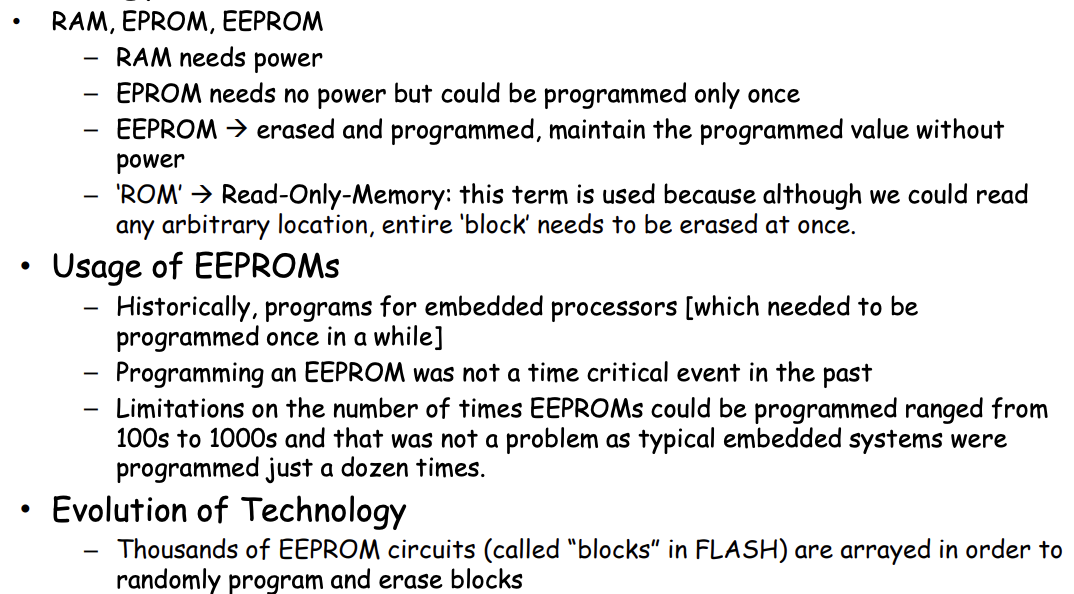 • RAM, EPROM, EEPROM
– RAM needs power
– EPROM needs no power but could be programmed only once
– EEPROM → erased and programmed, maintain the programmed value without
power
– ‘ROM’ → Read-Only-Memory: this term is used because although we could read
any arbitrary location, entire ‘block’ needs to be erased at once.
• Usage of EEPROMs
– Historically, programs for embedded processors [which needed to be
programmed once in a while]
– Programming an EEPROM was not a time critical event in the past
– Limitations on the number of times EEPROMs could be programmed ranged from
100s to 1000s and that was not a problem as typical embedded systems were
programmed just a dozen times.
• Evolution of Technology
– Thousands of EEPROM circuits (called “blocks” in FLASH) are arrayed in order to
randomly program and erase blocks